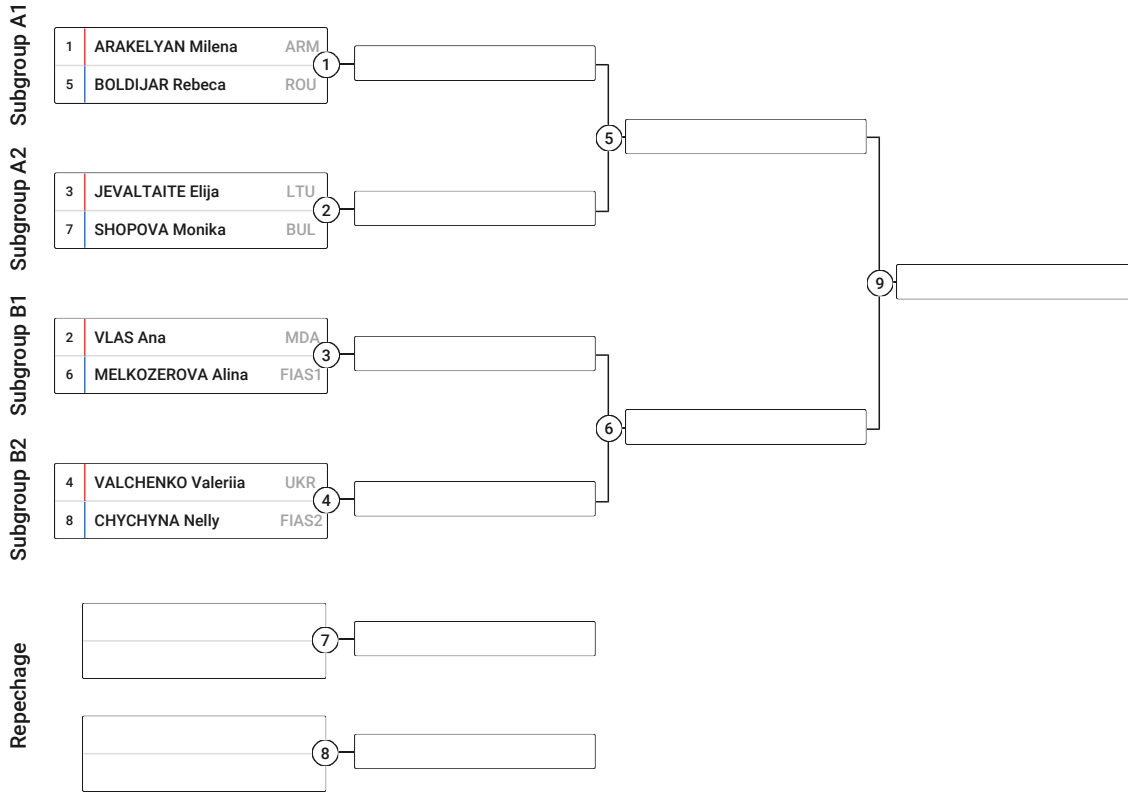 Subgroup A1
1 ARAKELYAN Milena ARM
5 BOLDIJAR Rebeca ROU
1
5
Subgroup A2
3 JEVALTAITE Elija LTU
7 SHOPOVA Monika BUL
2
9
Subgroup B1
2 VLAS Ana MDA
6 MELKOZEROVA Alina FIAS1
3
6
Subgroup B2
4 VALCHENKO Valeriia UKR
8 CHYCHYNA Nelly FIAS2
4
Repechage
7
8